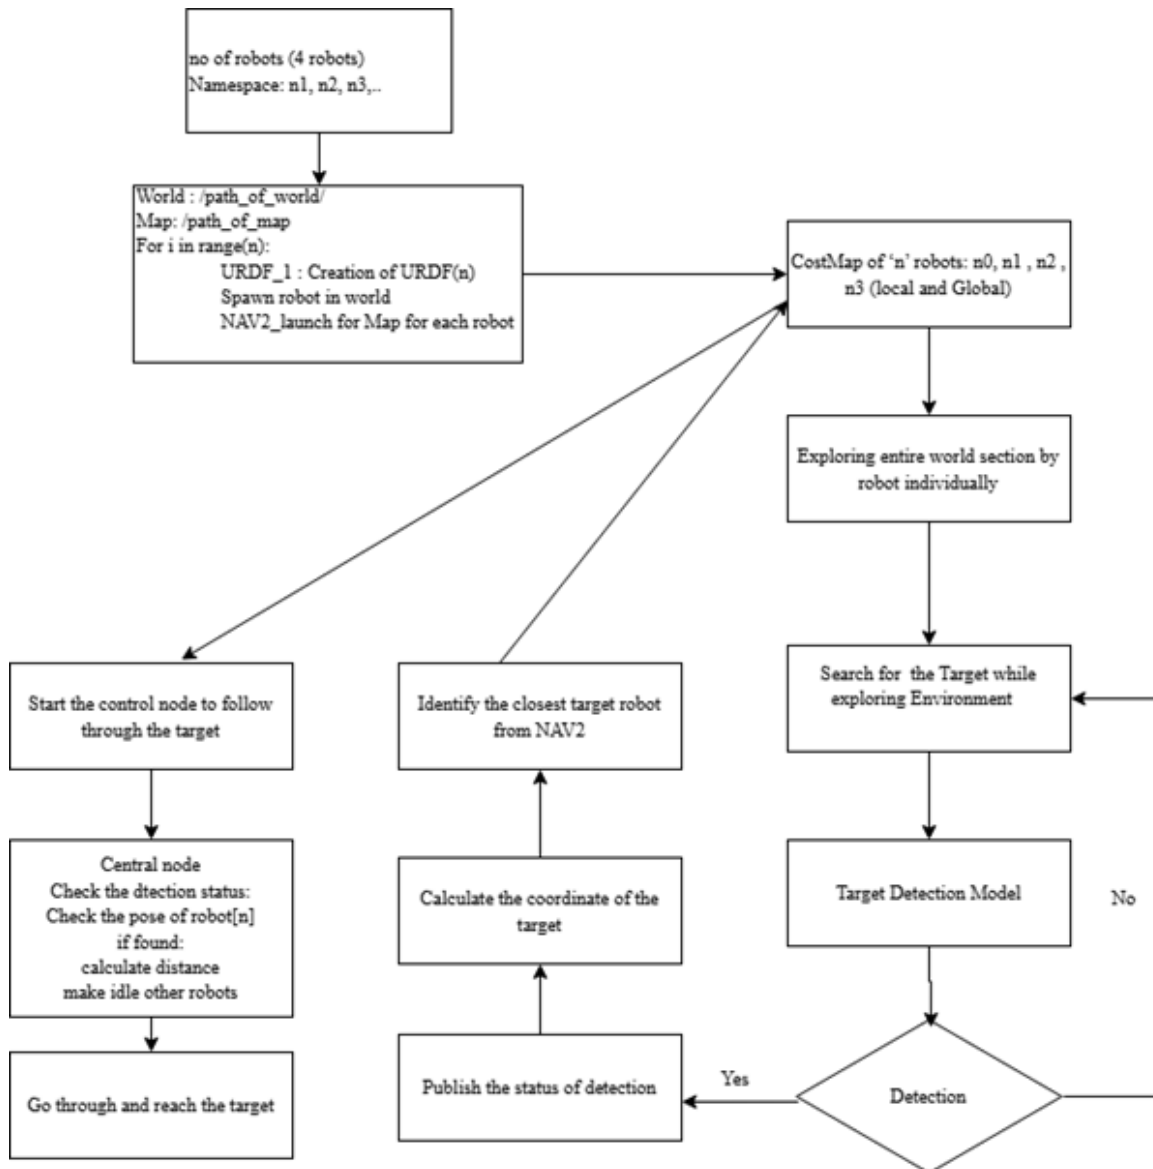 no of robots (4 robots)
Namespace: n1, n2, n3,..
World : /path_of_world/
Map: /path_of_map
For i in range(n):
URDF_1 : Creation of URDF(n)
Spawn robot in world
NAV2_launch for Map for each robot
CostMap of ‘n’ robots: n0, n1 , n2 ,
n3 (local and Global)
Exploring entire world section by
robot individually
Search for the Target while
exploring Environment
Target Detection Model
No
Detection
Yes
Publish the status of detection
Calculate the coordinate of the
target
Identify the closest target robot
from NAV2
Start the control node to follow
through the target
Central node
Check the dtection status:
Check the pose of robot[n]
if found:
calculate distance
make idle other robots
Go through and reach the target